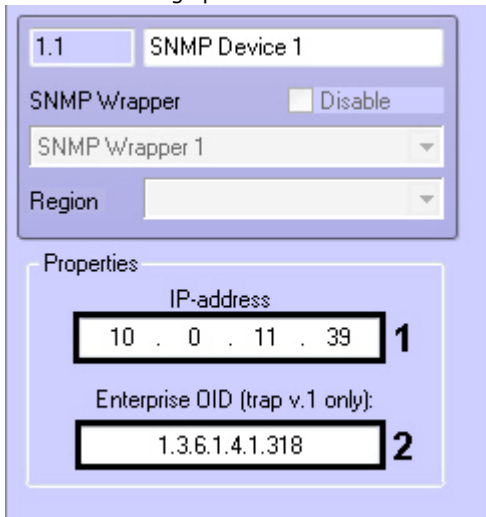 1.1 SNMP Device 1
SNMP Wrapper Disable
SNMP Wrapper 1
Region
Properties
IP-address
10 . 0 . 11 . 39 1
Enterprise OID (trap v.1 only):
1.3.6.1.4.1.318 2